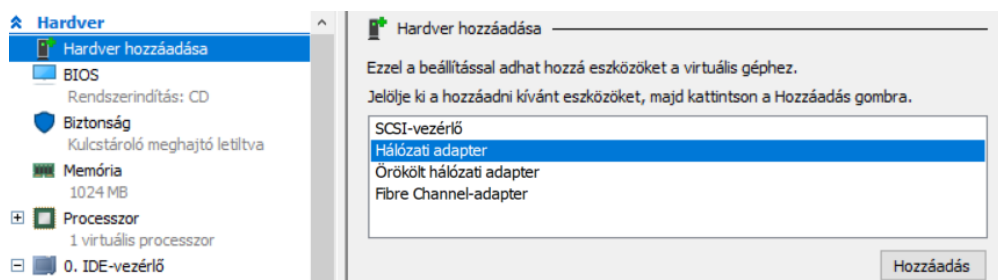 Hardver
Hardver hozzáadása
BIOS
Rendszerindítás: CD
Biztonság
Kulcstároló meghajtó letiltva
Memória
1024 MB
Processzor
1 virtuális processzor
0. IDE-vezérlő
Hardver hozzáadása
Ezzel a beállítással adhat hozzá eszközöket a virtuális géphez.
Jelölje ki a hozzáadni kívánt eszközöket, majd kattintson a Hozzáadás gombra.
SCSI-vezérlő
Hálózati adapter
Örökölt hálózati adapter
Fibre Channel-adapter
Hozzáadás